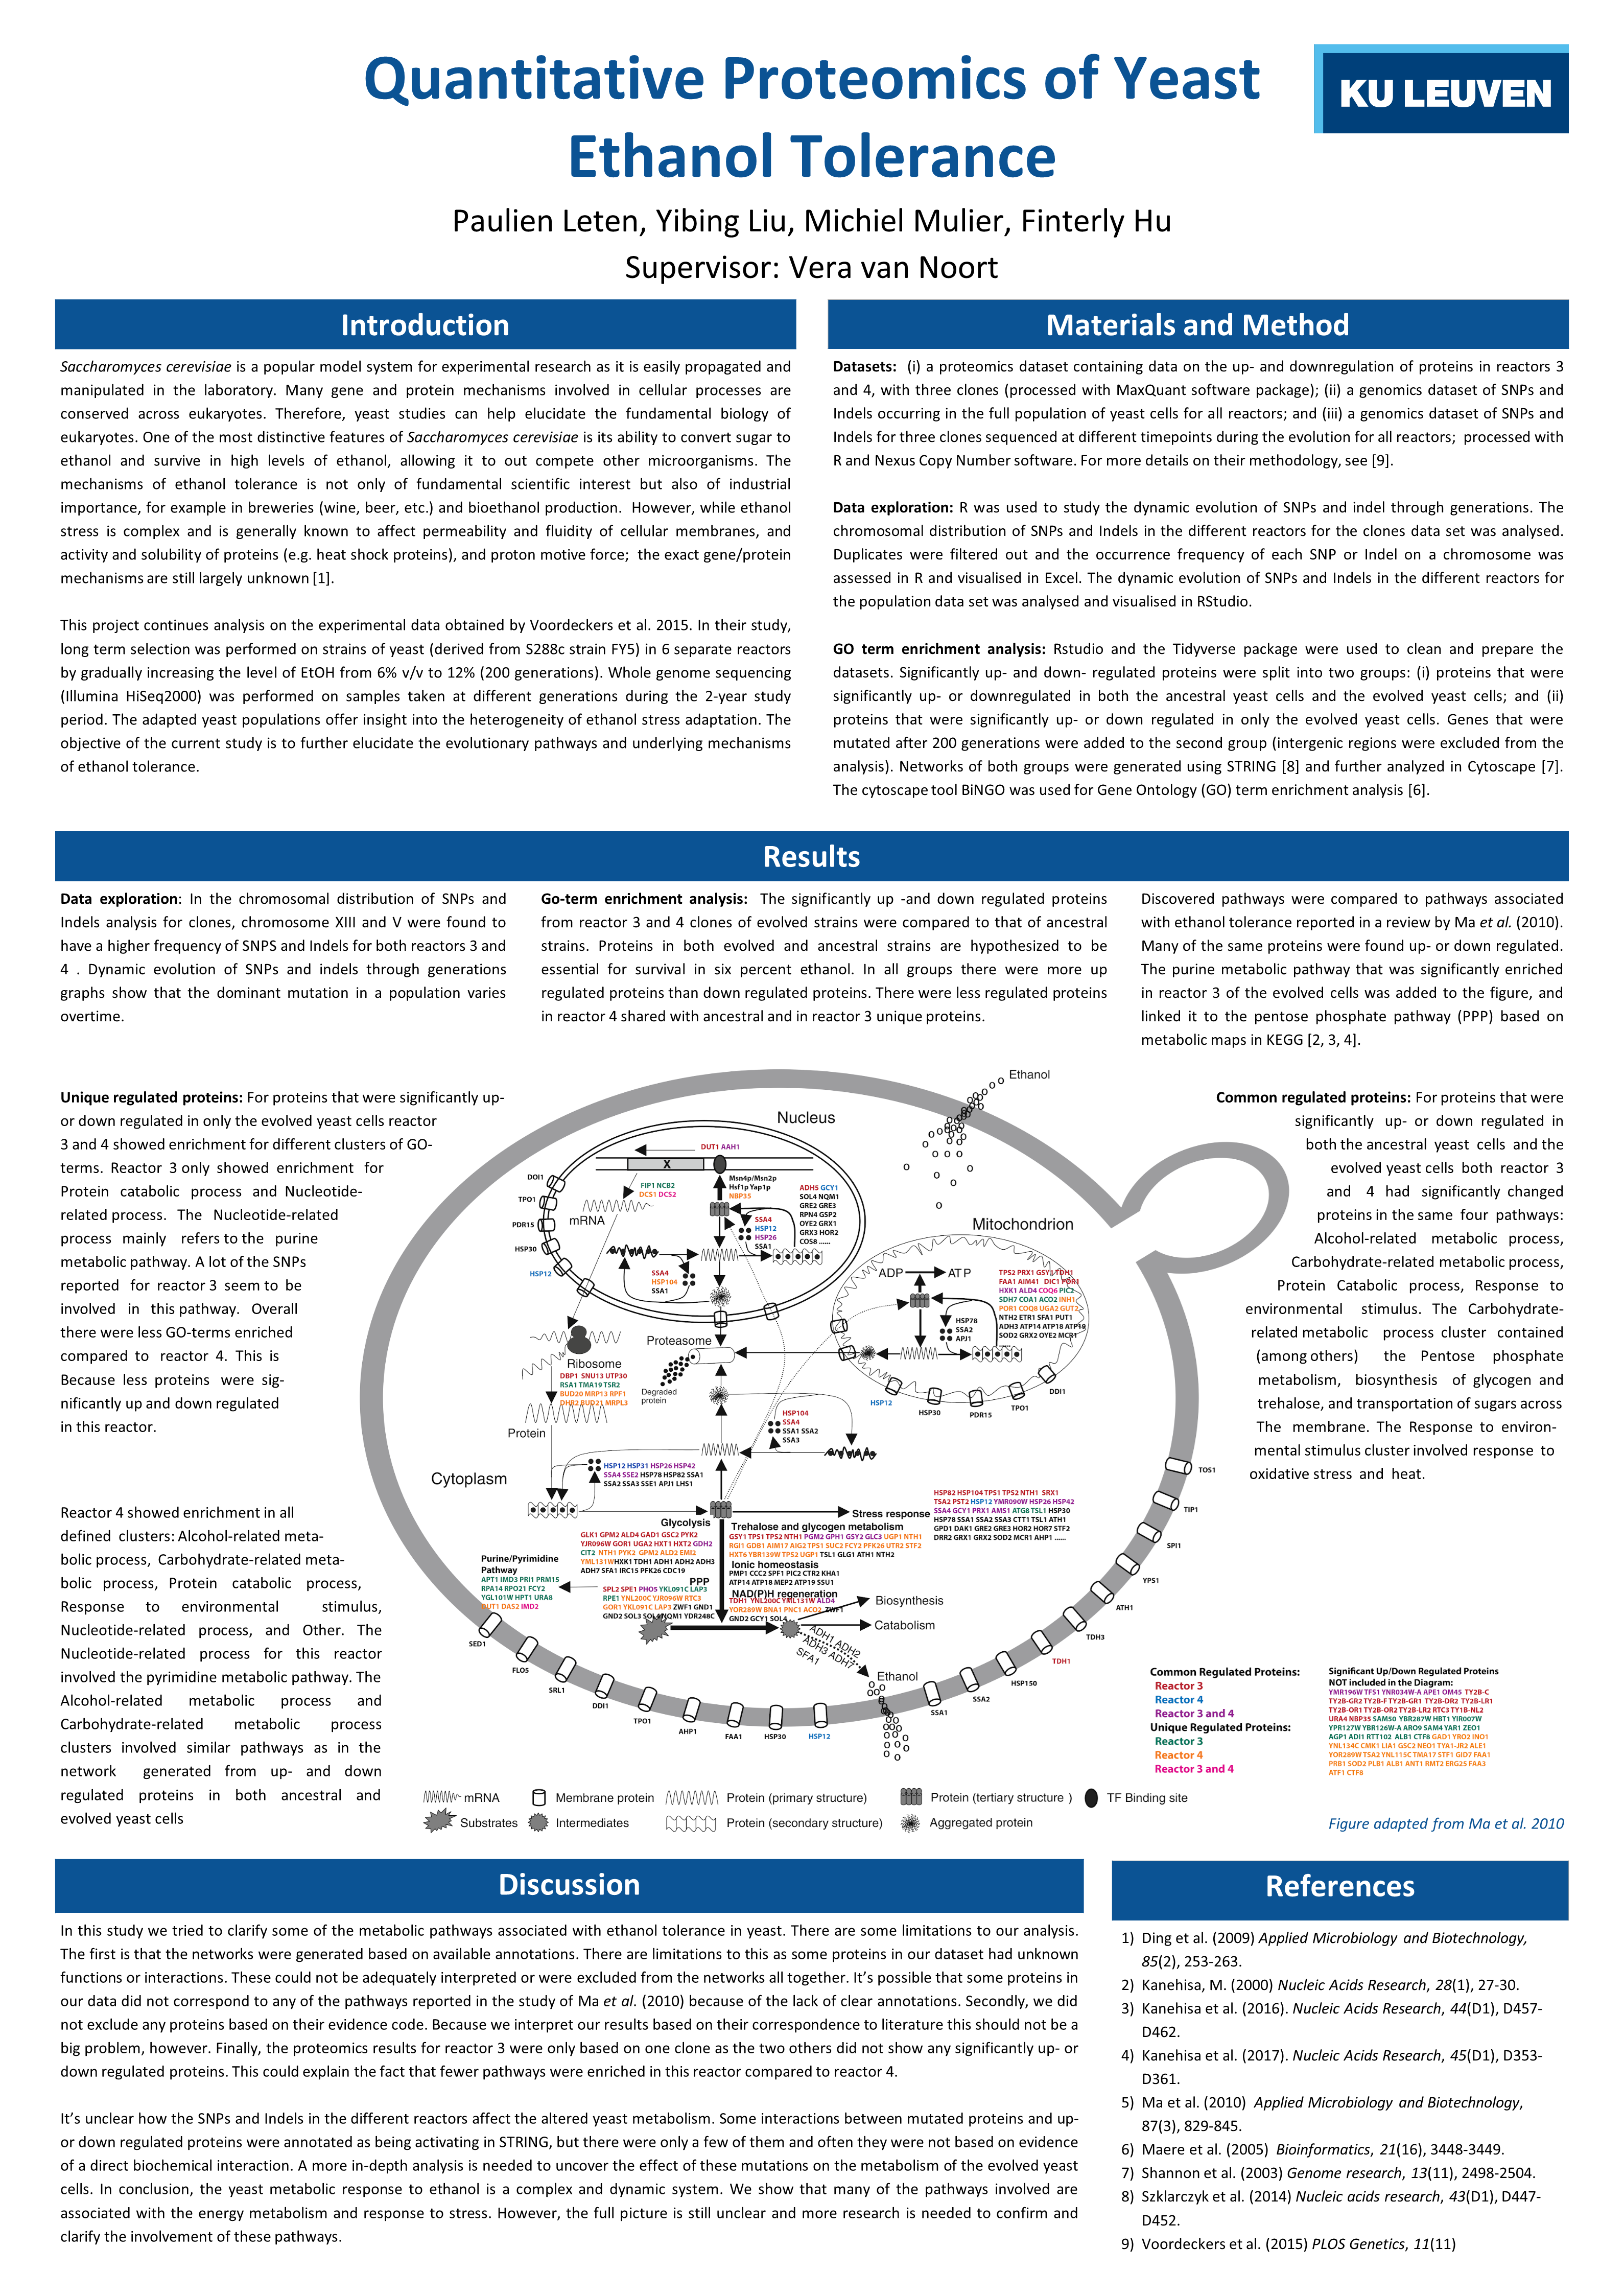 Quantitative Proteomics of Yeast
Ethanol Tolerance
KU LEUVEN
Paulien Leten, Yibing Liu, Michiel Mulier, Finterly Hu
Supervisor: Vera van Noort
Introduction
Saccharomyces cerevisiae is a popular model system for experimental research as it is easily propagated and
manipulated in the laboratory. Many gene and protein mechanisms involved in cellular processes are
conserved across eukaryotes. Therefore, yeast studies can help elucidate the fundamental biology of
eukaryotes. One of the most distinctive features of Saccharomyces cerevisiae is its ability to convert sugar to
ethanol and survive in high levels of ethanol, allowing it to out compete other microorganisms. The
mechanisms of ethanol tolerance is not only of fundamental scientific interest but also of industrial
importance, for example in breweries (wine, beer, etc.) and bioethanol production. However, while ethanol
stress is complex and is generally known to affect permeability and fluidity of cellular membranes, and
activity and solubility of proteins (e.g. heat shock proteins), and proton motive force; the exact gene/protein
mechanisms are still largely unknown [1].
This project continues analysis on the experimental data obtained by Voordeckers et al. 2015. In their study,
long term selection was performed on strains of yeast (derived from S288c strain FY5) in 6 separate reactors
by gradually increasing the level of EtOH from 6% v/v to 12% (200 generations). Whole genome sequencing
(Illumina HiSeq2000) was performed on samples taken at different generations during the 2-year study
period. The adapted yeast populations offer insight into the heterogeneity of ethanol stress adaptation. The
objective of the current study is to further elucidate the evolutionary pathways and underlying mechanisms
of ethanol tolerance.
Materials and Method
Datasets: (i) a proteomics dataset containing data on the up- and downregulation of proteins in reactors 3
and 4, with three clones (processed with MaxQuant software package); (ii) a genomics dataset of SNPs and
Indels occurring in the full population of yeast cells for all reactors; and (iii) a genomics dataset of SNPs and
Indels for three clones sequenced at different timepoints during the evolution for all reactors; processed with
R and Nexus Copy Number software. For more details on their methodology, see [9].
Data exploration: R was used to study the dynamic evolution of SNPs and indel through generations. The
chromosomal distribution of SNPs and Indels in the different reactors for the clones data set was analysed.
Duplicates were filtered out and the occurrence frequency of each SNP or Indel on a chromosome was
assessed in R and visualised in Excel. The dynamic evolution of SNPs and Indels in the different reactors for
the population data set was analysed and visualised in RStudio.
GO term enrichment analysis: Rstudio and the Tidyverse package were used to clean and prepare the
datasets. Significantly up- and down- regulated proteins were split into two groups: (i) proteins that were
significantly up- or downregulated in both the ancestral yeast cells and the evolved yeast cells; and (ii)
proteins that were significantly up- or down regulated in only the evolved yeast cells. Genes that were
mutated after 200 generations were added to the second group (intergenic regions were excluded from the
analysis). Networks of both groups were generated using STRING [8] and further analyzed in Cytoscape [7].
The cytoscape tool BiNGO was used for Gene Ontology (GO) term enrichment analysis [6].
Results
Data exploration: In the chromosomal distribution of SNPs and
Indels analysis for clones, chromosome XIII and V were found to
have a higher frequency of SNPS and Indels for both reactors 3 and
4 . Dynamic evolution of SNPs and indels through generations
graphs show that the dominant mutation in a population varies
overtime.
Go-term enrichment analysis: The significantly up -and down regulated proteins
from reactor 3 and 4 clones of evolved strains were compared to that of ancestral
strains. Proteins in both evolved and ancestral strains are hypothesized to be
essential for survival in six percent ethanol. In all groups there were more up
regulated proteins than down regulated proteins. There were less regulated proteins
in reactor 4 shared with ancestral and in reactor 3 unique proteins.
Discovered pathways were compared to pathways associated
with ethanol tolerance reported in a review by Ma et al. (2010).
Many of the same proteins were found up- or down regulated.
The purine metabolic pathway that was significantly enriched
in reactor 3 of the evolved cells was added to the figure, and
linked it to the pentose phosphate pathway (PPP) based on
metabolic maps in KEGG [2, 3, 4].
Unique regulated proteins: For proteins that were significantly up-
or down regulated in only the evolved yeast cells reactor
3 and 4 showed enrichment for different clusters of GO-
terms. Reactor 3 only showed enrichment for
Protein catabolic process and Nucleotide-
related process. The Nucleotide-related
process mainly refers to the purine
metabolic pathway. A lot of the SNPs
reported for reactor 3 seem to be
involved in this pathway. Overall
there were less GO-terms enriched
compared to reactor 4. This is
Because less proteins were sig-
nificantly up and down regulated
in this reactor.
Reactor 4 showed enrichment in all
defined clusters: Alcohol-related meta-
bolic process, Carbohydrate-related meta-
bolic process, Protein catabolic process,
Response to environmental stimulus,
Nucleotide-related process, and Other. The
Nucleotide-related process for this reactor
involved the pyrimidine metabolic pathway. The
Alcohol-related metabolic process and
Carbohydrate-related metabolic process
clusters involved similar pathways as in the
network generated from up- and down
regulated proteins in both ancestral and
evolved yeast cells
Common regulated proteins: For proteins that were
significantly up- or down regulated in
both the ancestral yeast cells and the
evolved yeast cells both reactor 3
and 4 had significantly changed
proteins in the same four pathways:
Alcohol-related metabolic process,
Carbohydrate-related metabolic process,
Protein Catabolic process, Response to
environmental stimulus. The Carbohydrate-
related metabolic process cluster contained
(among others) the Pentose phosphate
metabolism, biosynthesis of glycogen and
trehalose, and transportation of sugars across
The membrane. The Response to environ-
mental stimulus cluster involved response to
oxidative stress and heat.
Ethanol
Nucleus
DUT1 AAH1
X
DDI1
TPO1
PDR15
HSP30
HSP12
FIP1 NCB2
DCS1 DCS2
mRNA
Msn4p/Msn2p
Hsf1p Yap1p
NBP35
ADH5 GCY1
SOL4 NQM1
GRE2 GRE3
RPN4 GSP2
OYE2 GRX1
GRX3 HOR2
COS8 ......
SSA4
HSP12
HSP26
SSA1
SSA4
HSP104
SSA1
Mitochondrion
ADP
ATP
TPS2 PRX1 GSY1 TDH1
FAA1 AIM41 DIC1 POR1
HXK1 ALD4 COQ6 PIC2
SDH7 COA1 ACO2 INH1
POR1 COQ8 UGA2 GUT2
NTH2 ETR1 SFA1 PUT1
ADH3 ATP14 ATP18 ATP19
SOD2 GRX2 OYE2 MCR1
HSP78
SSA2
APJ1
HSP12
HSP30
PDR15
TPO1
DDI1
Proteasome
Degraded
protein
Ribosome
DBP1 SNU13 UTP30
RSA1 TMA19 TSR2
BUD20 MRP13 RPF1
DHR2 BUD21 MRPL3
Protein
HSP104
SSA4
SSA1 SSA2
SSA3
Cytoplasm
HSP12 HSP31 HSP26 HSP42
SSA4 SSE2 HSP78 HSP82 SSA1
SSA2 SSA3 SSE1 APJ1 LHS1
Stress response
HSP82 HSP104 TPS1 TPS2 NTH1 SRX1
TSA2 PST2 HSP12 YMR090W HSP26 HSP42
SSA4 GCY1 PRX1 AMS1 ATG8 TSL1 HSP30
HSP78 SSA1 SSA2 SSA3 CTT1 TSL1 ATH1
GPD1 DAK1 GRE2 GRE3 HOR2 HOR7 STF2
DRR2 GRX1 GRX2 SOD2 MCR1 AHP1 ......
Glycolysis
GLK1 GPM2 ALD4 GAD1 GSC2 PYK2
YJR096W GOR1 UGA2 HXT1 HXT2 GDH2
CIT2 NTH1 PYK2 GPM2 ALD2 EMI2
YML131W HXK1 TDH1 ADH1 ADH2 ADH3
ADH7 SFA1 IRC15 PFK26 CDC19
Trehalose and glycogen metabolism
GSY1 TPS1 TPS2 NTH1 PGM2 GPH1 GSY2 GLC3 UGP1 NTH1
RGI1 GDB1 AIM17 AIG2 TPS1 SUC2 FCY2 PFK26 UTR2 STF2
HXT6 YBR139W TPS2 UGP1 TSL1 GLG1 ATH1 NTH2
Ionic homeostasis
PMP1 CCC2 SPF1 PIC2 CTR2 KHA1
ATP14 ATP18 MEP2 ATP19 SSU1
NAD(P)H regeneration
TDH1 YNL200C YML131W ALD4
YOR289W BNA1 PNC1 ACO2 ZWF1
GND2 GCY1 SOL4
Purine/Pyrimidine
Pathway
APT1 IMD3 PRI1 PRM15
RPA14 RPO21 FCY2
YGL101W HPT1 URA8
DUT1 DAS2 IMD2
PPP
SPL2 SPE1 PHO5 YKL091C LAP3
RPE1 YNL200C YJR096W RTC3
GOR1 YKL091C LAP3 ZWF1 GND1
GND2 SOL3 SOL4 NQM1 YDR248C
Biosynthesis
Catabolism
ADH1 ADH2
ADH3 ADH7
SFA1
Ethanol
SED1
FLO5
SRL1
DDI1
TPO1
AHP1
FAA1
HSP30
HSP12
SSA1
SSA2
HSP150
TDH1
TDH3
ATH1
YPS1
SPI1
TIP1
TOS1
Common Regulated Proteins:
Reactor 3
Reactor 4
Reactor 3 and 4
Unique Regulated Proteins:
Reactor 3
Reactor 4
Reactor 3 and 4
Significant Up/Down Regulated Proteins
NOT included in the Diagram:
YMR196W TFS1 YNR034W-A APE1 OM45 TY2B-C
TY2B-GR2 TY2B-F TY2B-GR1 TY2B-DR2 TY2B-LR1
TY2B-OR1 TY2B-OR2 TY2B-LR2 RTC3 TY1B-NL2
URA4 NBP35 SAM50 YBR287W HBT1 YIR007W
YPR127W YBR126W-A ARO9 SAM4 YAR1 ZEO1
AGP1 ADI1 RTT102 ALB1 CTF8 GAD1 YRO2 INO1
YNL134C CMK1 LIA1 GSC2 NEO1 TYA1-JR2 ALE1
YOR289W TSA2 YNL115C TMA17 STF1 GID7 FAA1
PRB1 SOD2 PLB1 ALB1 ANT1 RMT2 ERG25 FAA3
ATF1 CTF8
mRNA
Membrane protein
Protein (primary structure)
Protein (tertiary structure )
TF Binding site
Substrates
Intermediates
Protein (secondary structure)
Aggregated protein
Figure adapted from Ma et al. 2010
Discussion
In this study we tried to clarify some of the metabolic pathways associated with ethanol tolerance in yeast. There are some limitations to our analysis.
The first is that the networks were generated based on available annotations. There are limitations to this as some proteins in our dataset had unknown
functions or interactions. These could not be adequately interpreted or were excluded from the networks all together. It's possible that some proteins in
our data did not correspond to any of the pathways reported in the study of Ma et al. (2010) because of the lack of clear annotations. Secondly, we did
not exclude any proteins based on their evidence code. Because we interpret our results based on their correspondence to literature this should not be a
big problem, however. Finally, the proteomics results for reactor 3 were only based on one clone as the two others did not show any significantly up- or
down regulated proteins. This could explain the fact that fewer pathways were enriched in this reactor compared to reactor 4.
It's unclear how the SNPs and Indels in the different reactors affect the altered yeast metabolism. Some interactions between mutated proteins and up-
or down regulated proteins were annotated as being activating in STRING, but there were only a few of them and often they were not based on evidence
of a direct biochemical interaction. A more in-depth analysis is needed to uncover the effect of these mutations on the metabolism of the evolved yeast
cells. In conclusion, the yeast metabolic response to ethanol is a complex and dynamic system. We show that many of the pathways involved are
associated with the energy metabolism and response to stress. However, the full picture is still unclear and more research is needed to confirm and
clarify the involvement of these pathways.
References
1) Ding et al. (2009) Applied Microbiology and Biotechnology,
85(2), 253-263.
2) Kanehisa, M. (2000) Nucleic Acids Research, 28(1), 27-30.
3) Kanehisa et al. (2016). Nucleic Acids Research, 44(D1), D457-
D462.
4) Kanehisa et al. (2017). Nucleic Acids Research, 45(D1), D353-
D361.
5) Ma et al. (2010) Applied Microbiology and Biotechnology,
87(3), 829-845.
6) Maere et al. (2005) Bioinformatics, 21(16), 3448-3449.
7) Shannon et al. (2003) Genome research, 13(11), 2498-2504.
8) Szklarczyk et al. (2014) Nucleic acids research, 43(D1), D447-
D452.
9) Voordeckers et al. (2015) PLOS Genetics, 11(11)